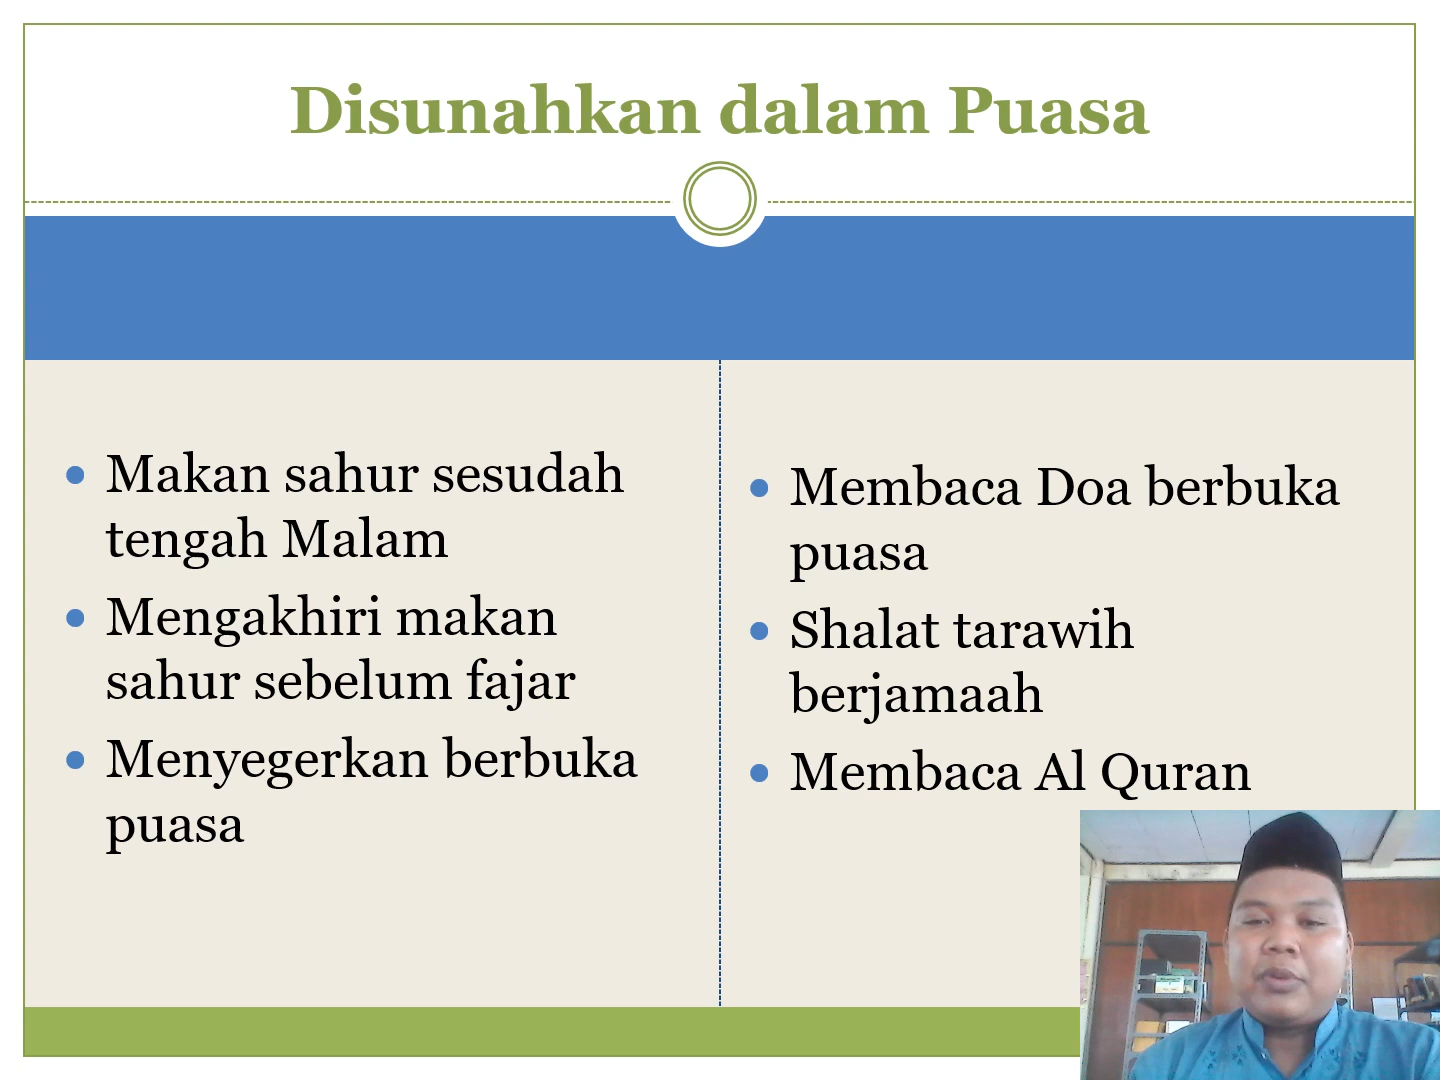 Disunahkan dalam Puasa
Makan sahur sesudah
tengah Malam
Mengakhiri makan
sahur sebelum fajar
Menyegerkan berbuka
puasa
Membaca Doa berbuka
puasa
Shalat tarawih
berjamaah
Membaca Al Quran